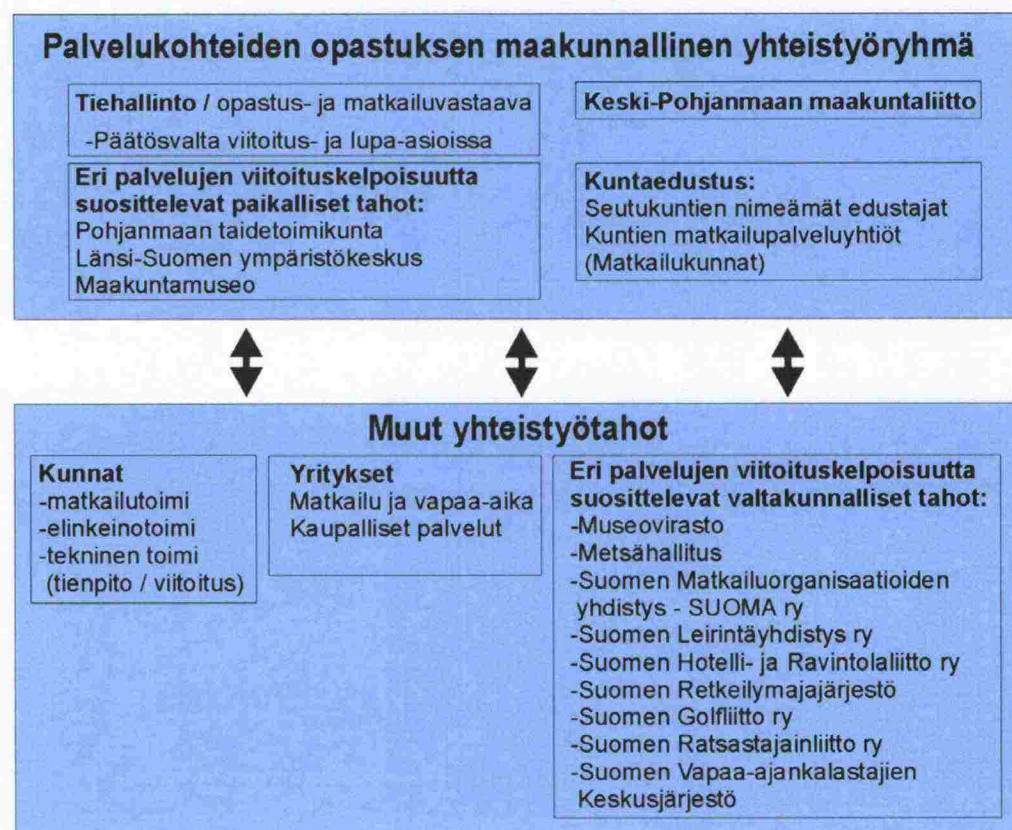 Palvelukohteiden opastuksen maakunnallinen yhteistyöryhmä
Tiehallinto / opastus- ja matkailuvastaava
-Päätösvalta viitoitus- ja lupa-asioissa
Keski-Pohjanmaan maakuntaliitto
Eri palvelujen viitoituskelpoisuutta
suosittelevat paikalliset tahot:
Pohjanmaan taidetoimikunta
Länsi-Suomen ympäristökeskus
Maakuntamuseo
Kuntaedustus:
Seutukuntien nimeämät edustajat
Kuntien matkailupalveluyhtiöt
(Matkailukunnat)
Muut yhteistyötahot
Kunnat
-matkailutoimi
-elinkeinotoimi
-tekninen toimi
(tienpito / viitoitus)
Yritykset
Matkailu ja vapaa-aika
Kaupalliset palvelut
Eri palvelujen viitoituskelpoisuutta
suosittelevat valtakunnalliset tahot:
-Museovirasto
-Metsähallitus
-Suomen Matkailuorganisaatioiden
yhdistys - SUOMA ry
-Suomen Leirintäyhdistys ry
-Suomen Hotelli- ja Ravintolaliitto ry
-Suomen Retkeilymajajärjestö
-Suomen Golfliitto ry
-Suomen Ratsastajainliitto ry
-Suomen Vapaa-ajankalastajien
Keskusjärjestö